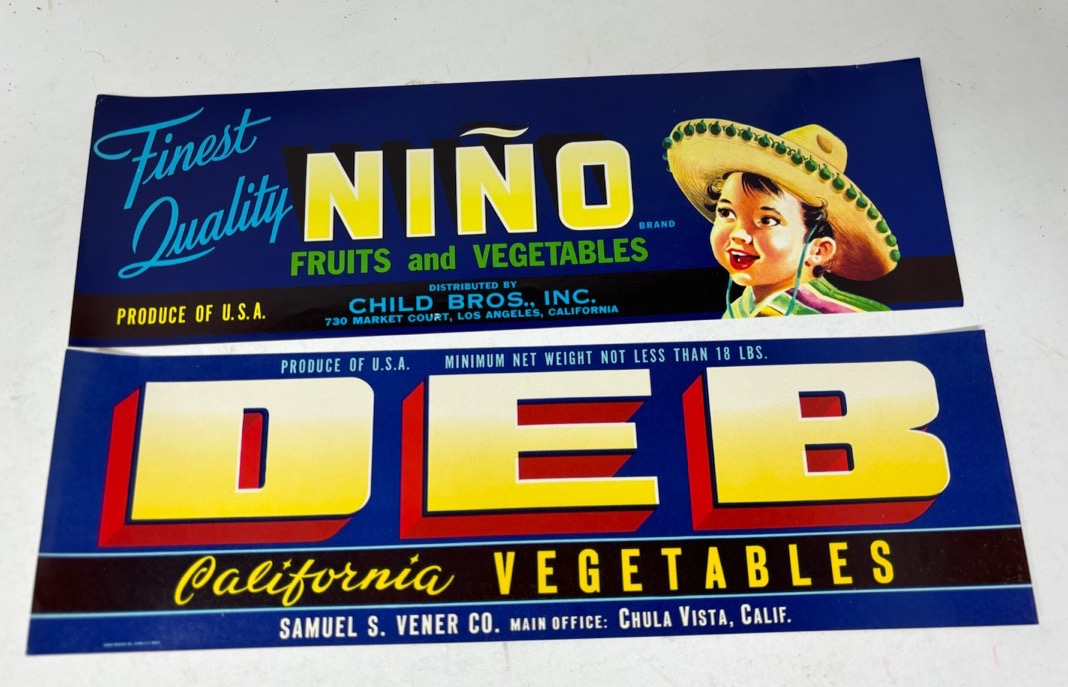 Finest
Quality
NIÑO
BRAND
FRUITS and VEGETABLES
DISTRIBUTED BY
CHILD BROS., INC.
730 MARKET COURT, LOS ANGELES, CALIFORNIA
PRODUCE OF U.S.A.
PRODUCE OF U.S.A. MINIMUM NET WEIGHT NOT LESS THAN 18 LBS.
DEB
California VEGETABLES
SAMUEL S. VENER CO. MAIN OFFICE: CHULA VISTA, CALIF.